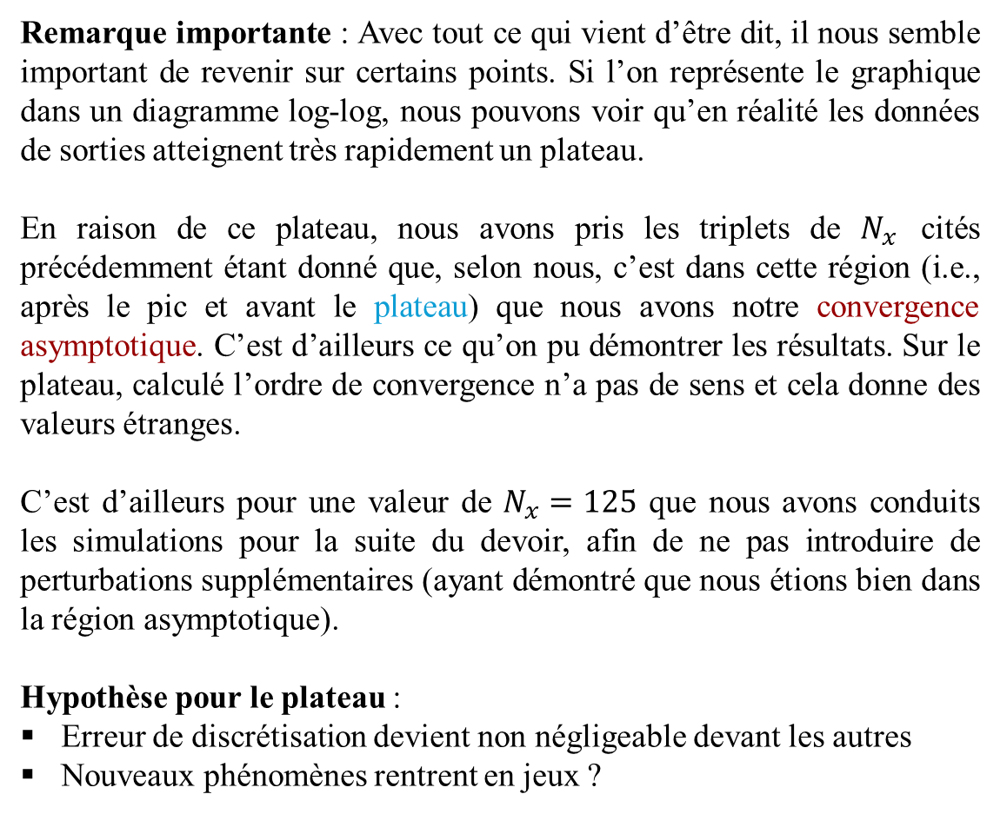 Remarque importante : Avec tout ce qui vient d’être dit, il nous semble
important de revenir sur certains points. Si l’on représente le graphique
dans un diagramme log-log, nous pouvons voir qu’en réalité les données
de sorties atteignent très rapidement un plateau.
En raison de ce plateau, nous avons pris les triplets de Nₓ cités
précédemment étant donné que, selon nous, c’est dans cette région (i.e.,
après le pic et avant le plateau) que nous avons notre convergence
asymptotique. C’est d’ailleurs ce qu’on pu démontrer les résultats. Sur le
plateau, calculé l’ordre de convergence n’a pas de sens et cela donne des
valeurs étranges.
C’est d’ailleurs pour une valeur de Nₓ = 125 que nous avons conduits
les simulations pour la suite du devoir, afin de ne pas introduire de
perturbations supplémentaires (ayant démontré que nous étions bien dans
la région asymptotique).
Hypothèse pour le plateau :
▪ Erreur de discrétisation devient non négligeable devant les autres
▪ Nouveaux phénomènes rentrent en jeux ?